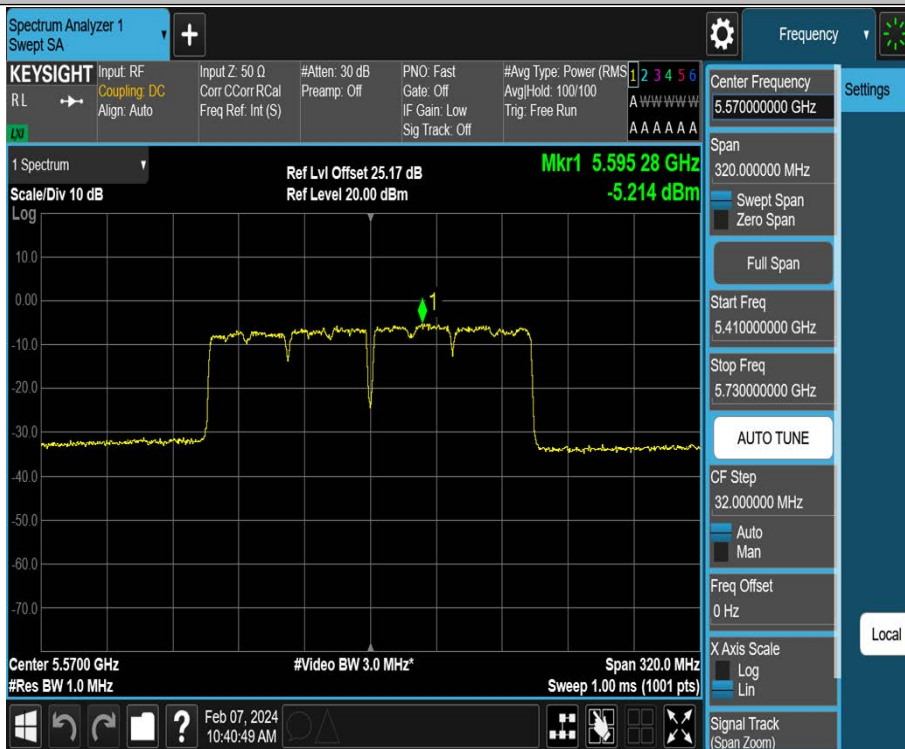 Spectrum Analyzer 1
Swept SA
+
Frequency
KEYSIGHT
RL
LXI
Input: RF
Coupling: DC
Align: Auto
Input Z: 50 Ω
Corr CCorr RCal
Freq Ref: Int (S)
#Atten: 30 dB
Preamp: Off
PNO: Fast
Gate: Off
IF Gain: Low
Sig Track: Off
#Avg Type: Power (RMS
Avg|Hold: 100/100
Trig: Free Run
1 2 3 4 5 6
A W W W W W
A A A A A A
1 Spectrum
Scale/Div 10 dB
Log
Ref Lvl Offset 25.17 dB
Ref Level 20.00 dBm
Mkr1 5.595 28 GHz
-5.214 dBm
10.0
0.00
-10.0
-20.0
-30.0
-40.0
-50.0
-60.0
-70.0
1
Center 5.5700 GHz
#Res BW 1.0 MHz
#Video BW 3.0 MHz*
Span 320.0 MHz
Sweep 1.00 ms (1001 pts)
Center Frequency
5.570000000 GHz
Span
320.000000 MHz
Swept Span
Zero Span
Full Span
Start Freq
5.410000000 GHz
Stop Freq
5.730000000 GHz
AUTO TUNE
CF Step
32.000000 MHz
Auto
Man
Freq Offset
0 Hz
X Axis Scale
Log
Lin
Signal Track
(Span Zoom)
Settings
Local
?
Feb 07, 2024
10:40:49 AM